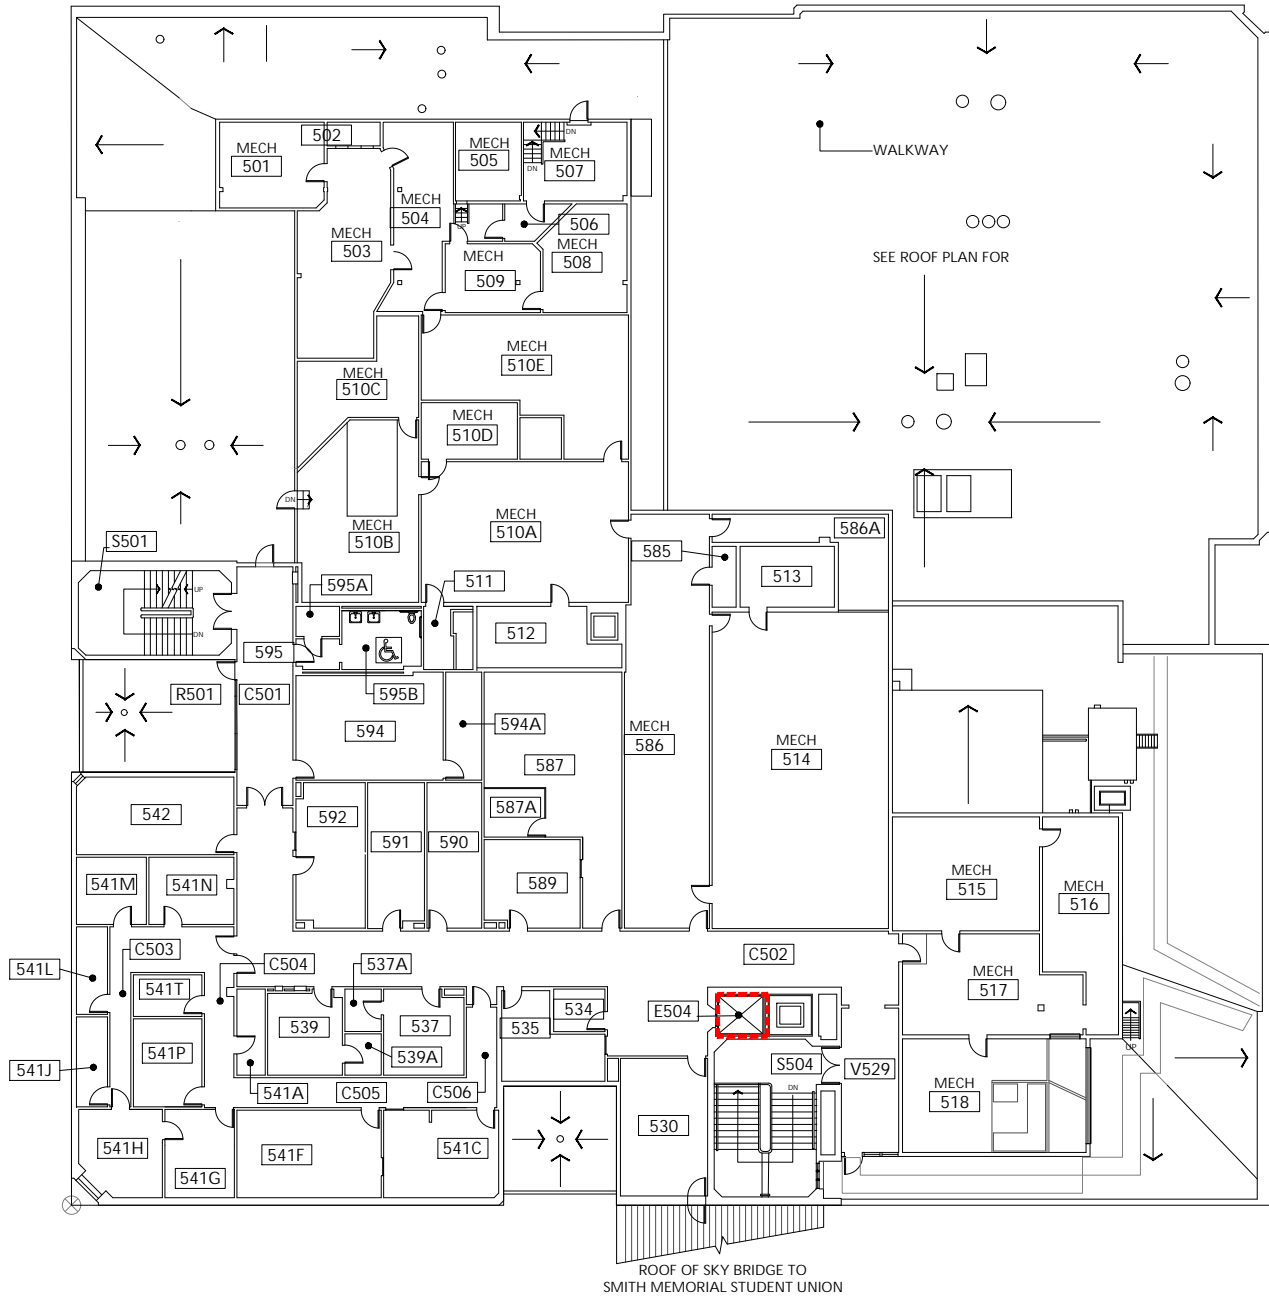 502
MECH
501
MECH
505
DN
MECH
507
DN
WALKWAY
MECH
504
UP
506
MECH
503
MECH
509
MECH
508
SEE ROOF PLAN FOR
MECH
510E
MECH
510C
MECH
510D
DN
MECH
510B
MECH
510A
586A
S501
585
513
UP
DN
595A
511
512
595
R501
C501
595B
594
594A
MECH
586
MECH
514
587
542
592
591
590
587A
589
541M
541N
MECH
515
MECH
516
541L
C503
C504
537A
C502
MECH
517
541T
E504
539
537
534
535
541P
539A
S504
V529
UP
541J
541A
C505
C506
DN
MECH
518
530
541H
541G
541F
541C
ROOF OF SKY BRIDGE TO
SMITH MEMORIAL STUDENT UNION